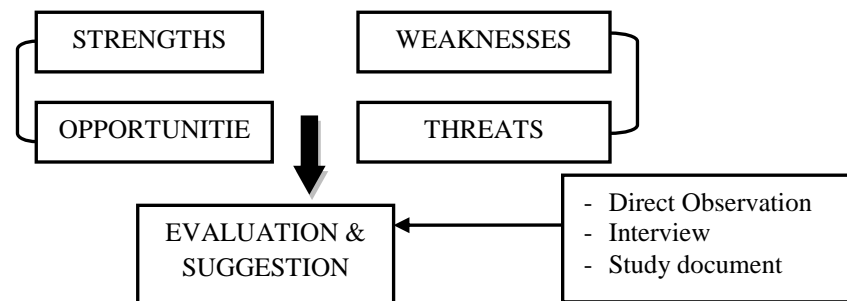 STRENGTHS
WEAKNESSES
OPPORTUNITIE
THREATS
EVALUATION &
SUGGESTION
- Direct Observation
- Interview
- Study document